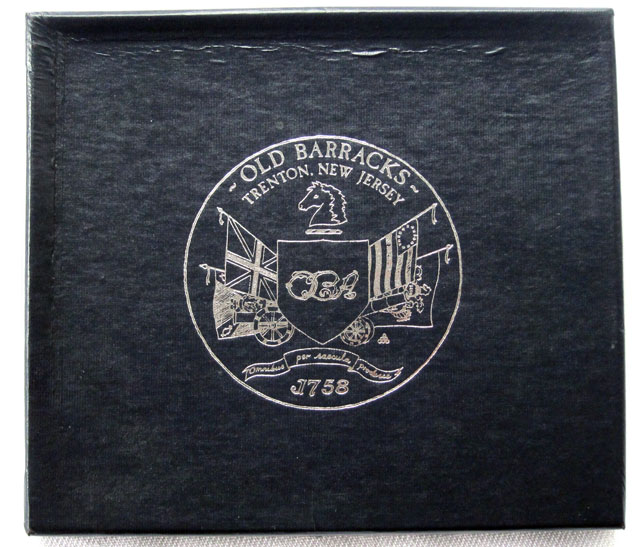 ~ OLD BARRACKS ~
TRENTON, NEW JERSEY
OBA
Omnibus per saecula prodesse
1758